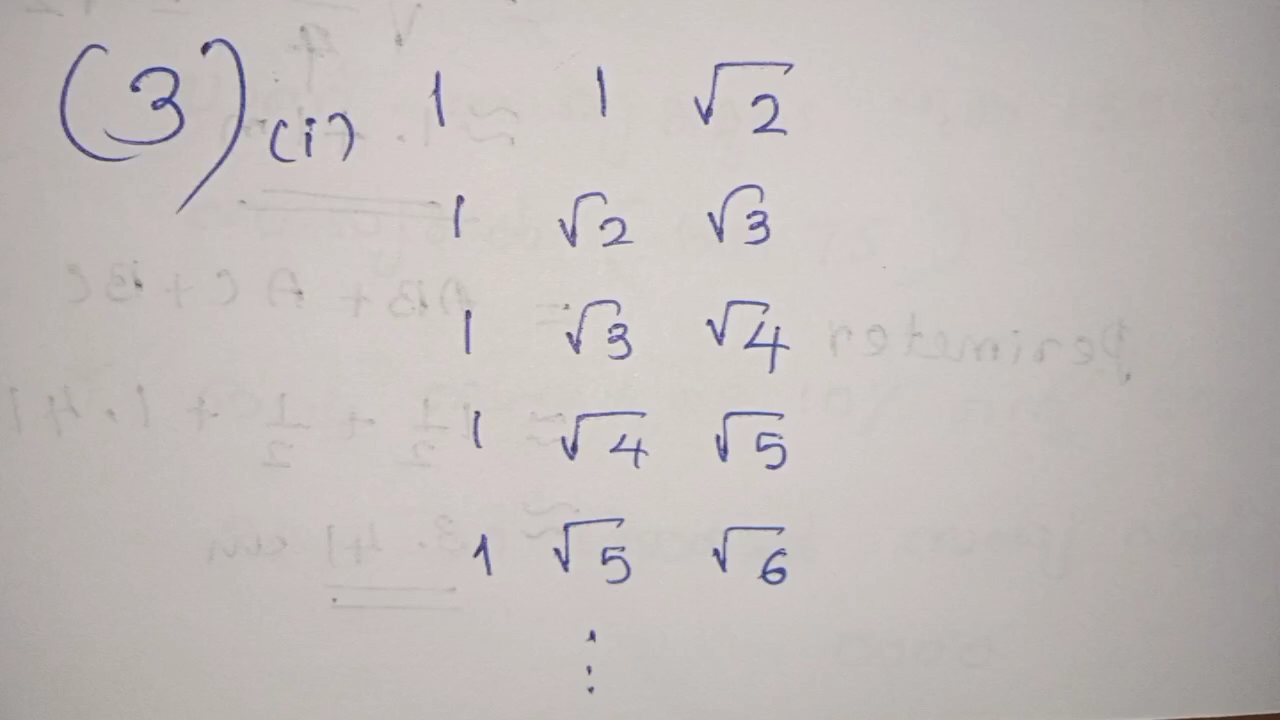 (3) (i) 1 1 √2
1 √2 √3
1 √3 √4
1 √4 √5
1 √5 √6
⋮